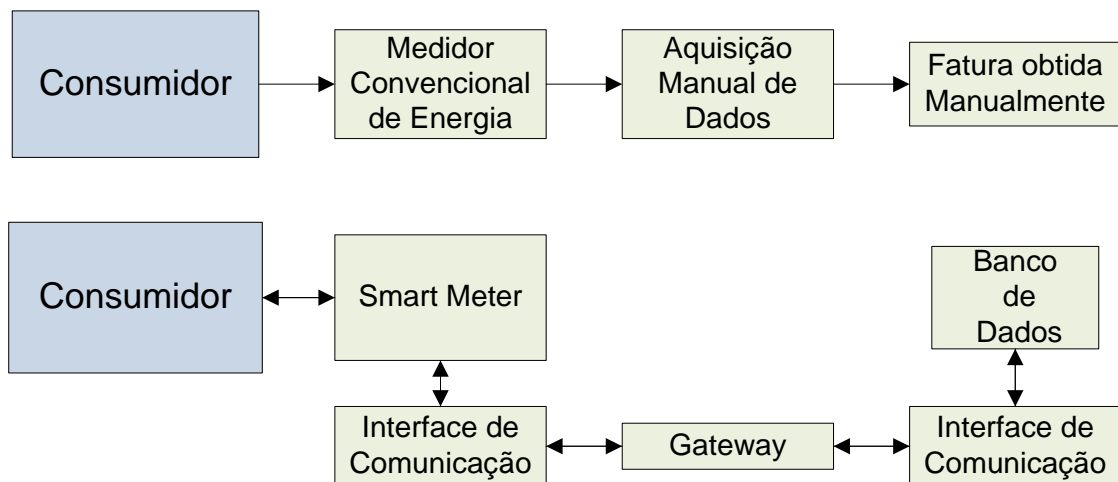 Consumidor
Medidor
Convencional
de Energia
Aquisição
Manual de
Dados
Fatura obtida
Manualmente
Consumidor
Smart Meter
Banco
de
Dados
Interface de
Comunicação
Gateway
Interface de
Comunicação